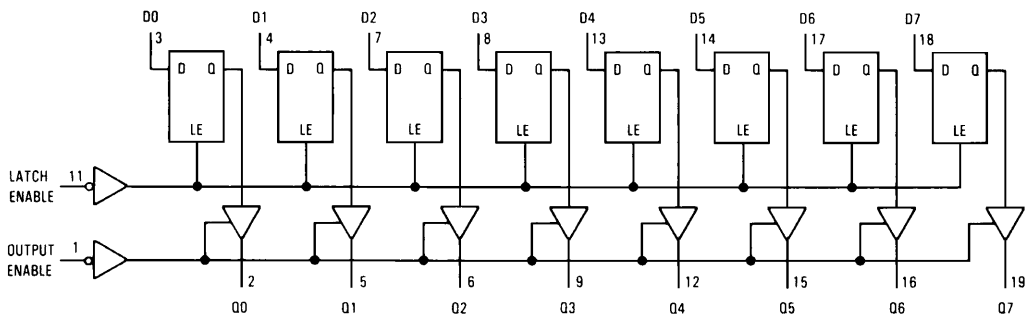 D0 D1 D2 D3 D4 D5 D6 D7
3 4 7 8 13 14 17 18
D Q D Q D Q D Q D Q D Q D Q D Q
LE LE LE LE LE LE LE LE
LATCH ENABLE 11
OUTPUT ENABLE 1
2 5 6 9 12 15 16 19
Q0 Q1 Q2 Q3 Q4 Q5 Q6 Q7